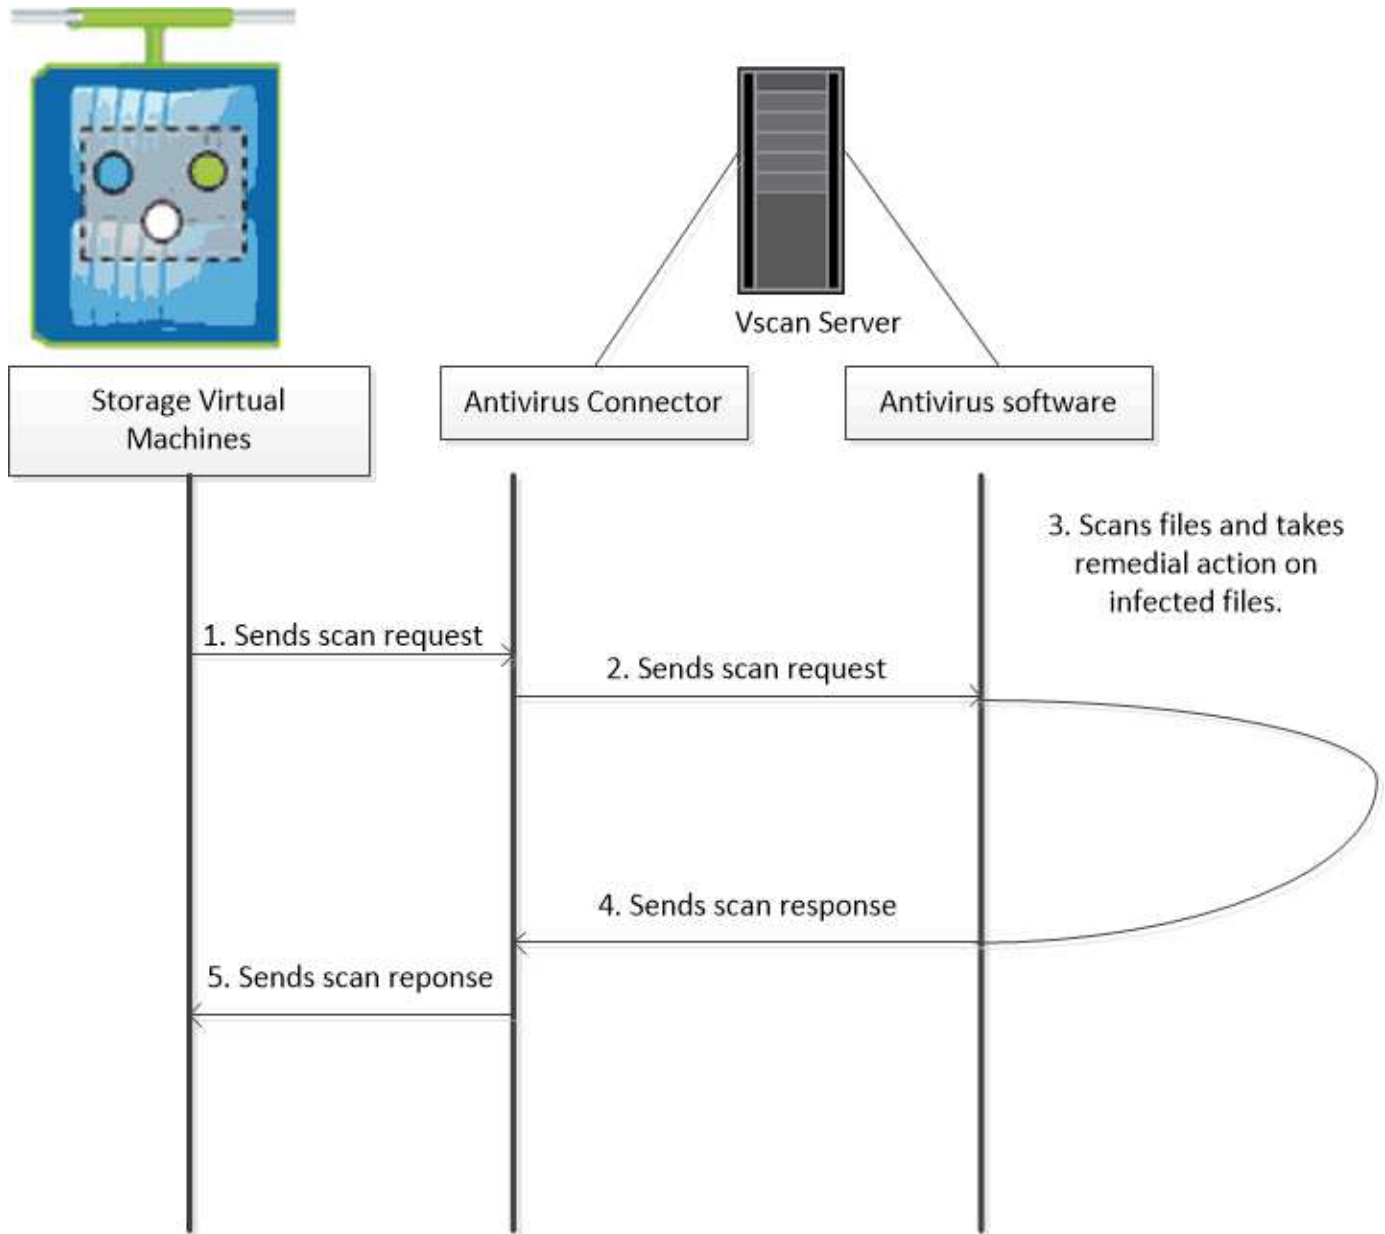 Vscan Server
Storage Virtual
Machines
Antivirus Connector
Antivirus software
3. Scans files and takes
remedial action on
infected files.
1. Sends scan request
2. Sends scan request
4. Sends scan response
5. Sends scan reponse